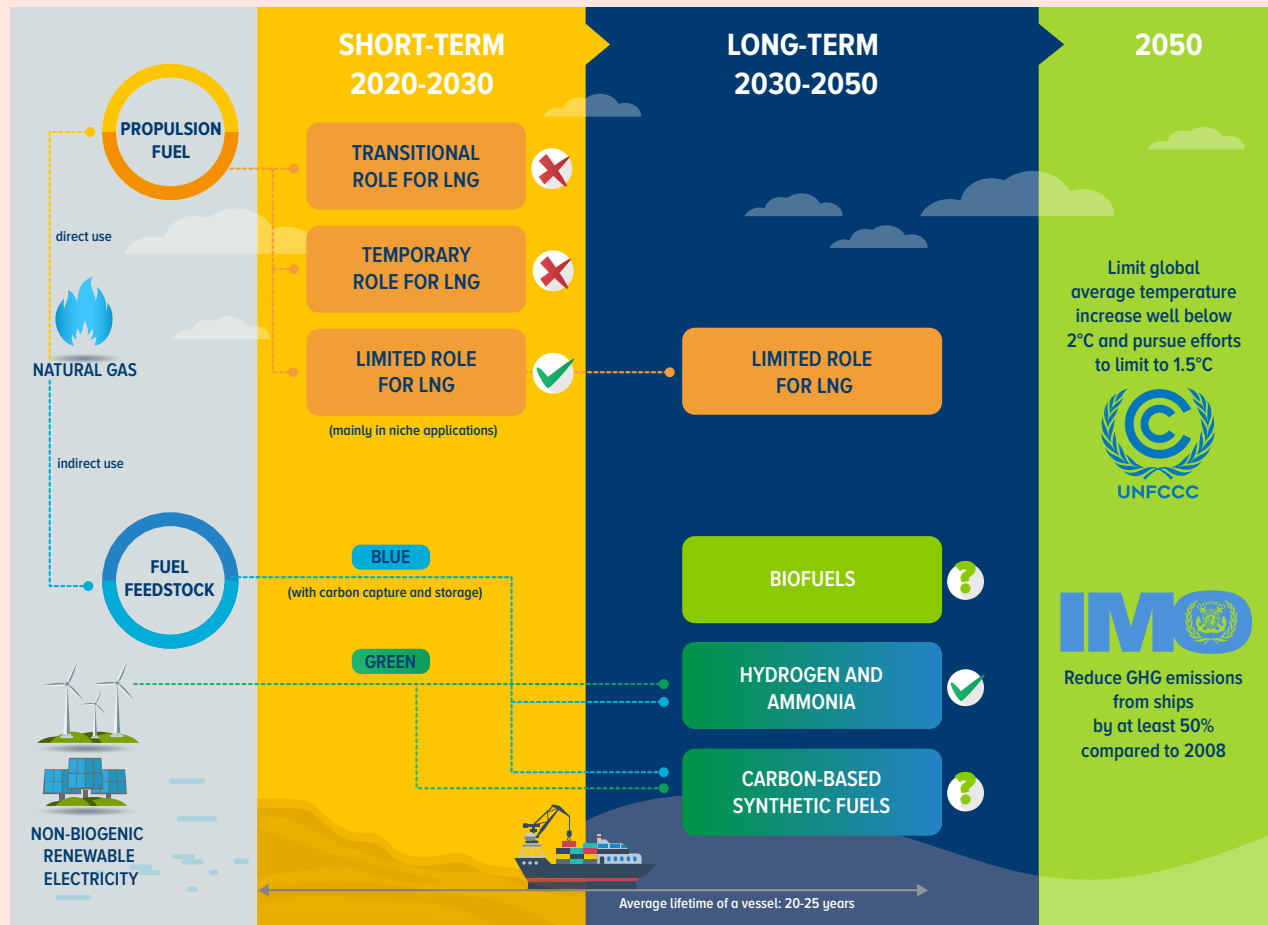 SHORT-TERM
2020-2030
LONG-TERM
2030-2050
2050
PROPULSION
FUEL
direct use
NATURAL GAS
indirect use
FUEL
FEEDSTOCK
NON-BIOGENIC
RENEWABLE
ELECTRICITY
TRANSITIONAL
ROLE FOR LNG
TEMPORARY
ROLE FOR LNG
LIMITED ROLE
FOR LNG
(mainly in niche applications)
BLUE
(with carbon capture and storage)
GREEN
LIMITED ROLE
FOR LNG
BIOFUELS
?
HYDROGEN AND
AMMONIA
CARBON-BASED
SYNTHETIC FUELS
?
Average lifetime of a vessel: 20-25 years
Limit global
average temperature
increase well below
2°C and pursue efforts
to limit to 1.5°C
UNFCCC
IMO
Reduce GHG emissions
from ships
by at least 50%
compared to 2008